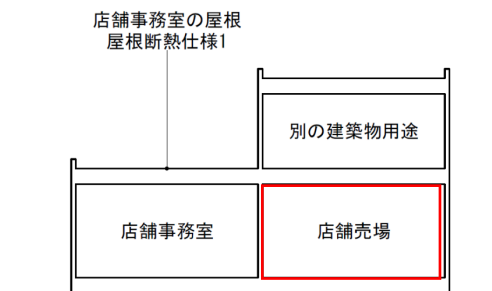 店舗事務室の屋根
屋根断熱仕様1
別の建築物用途
店舗事務室
店舗売場